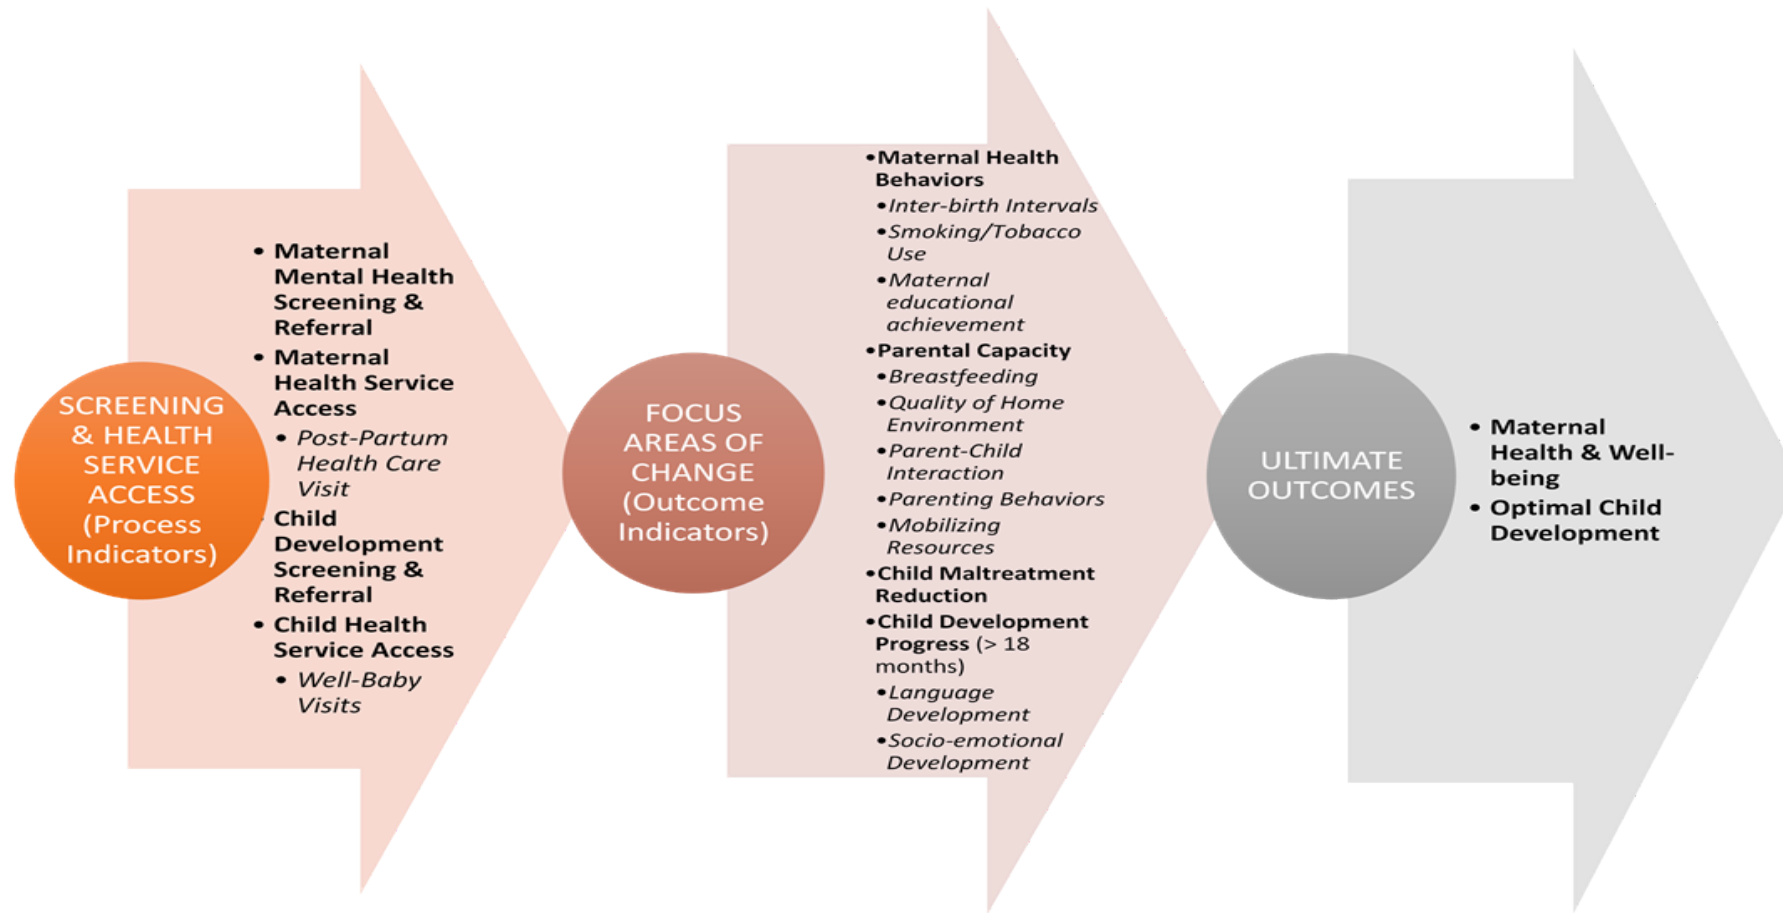 SCREENING
& HEALTH
SERVICE
ACCESS
(Process
Indicators)
• Maternal
Mental Health
Screening &
Referral
• Maternal
Health Service
Access
• Post-Partum
Health Care
Visit
• Child
Development
Screening &
Referral
• Child Health
Service Access
• Well-Baby
Visits
FOCUS
AREAS OF
CHANGE
(Outcome
Indicators)
•Maternal Health
Behaviors
•Inter-birth Intervals
•Smoking/Tobacco
Use
•Maternal
educational
achievement
•Parental Capacity
•Breastfeeding
•Quality of Home
Environment
•Parent-Child
Interaction
•Parenting Behaviors
•Mobilizing
Resources
•Child Maltreatment
Reduction
•Child Development
Progress (> 18
months)
•Language
Development
•Socio-emotional
Development
ULTIMATE
OUTCOMES
• Maternal
Health & Well-
being
• Optimal Child
Development